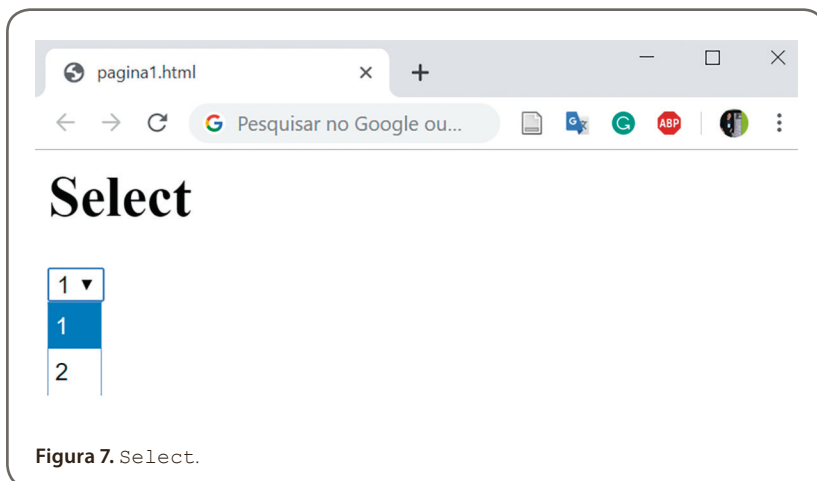 pagina1.html
G Pesquisar no Google ou... G G ABP
Select
1
1
2
Figura 7. Select.